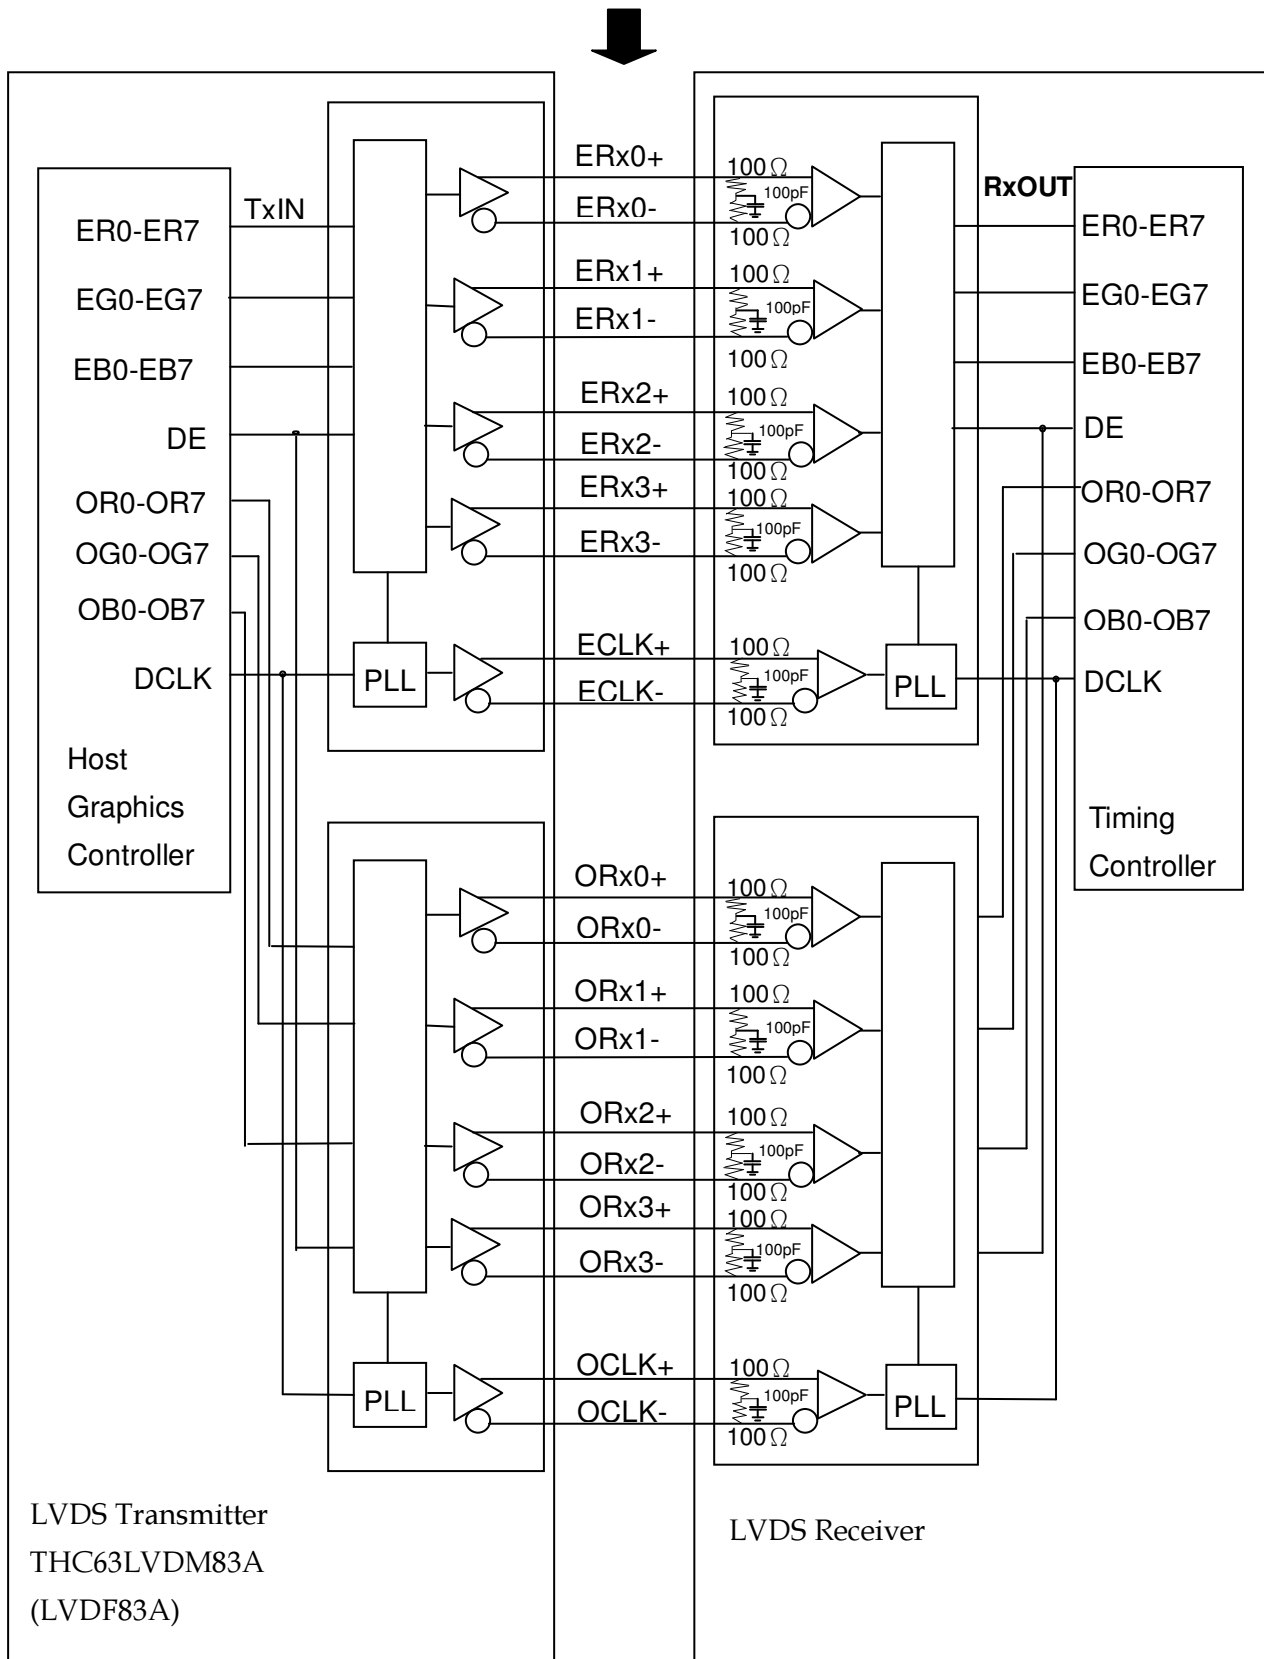 ERx0+
100Ω
TxIN
100pF
RxOUT
ER0-ER7
ERx0-
100Ω
ER0-ER7
ERx1+
100Ω
EG0-EG7
100pF
EG0-EG7
ERx1-
100Ω
EB0-EB7
EB0-EB7
ERx2+
100Ω
DE
100pF
DE
ERx2-
100Ω
ERx3+
100Ω
OR0-OR7
OR0-OR7
100pF
OG0-OG7
ERx3-
OG0-OG7
100Ω
OB0-OB7
OB0-OB7
ECLK+
100Ω
DCLK
PLL
100pF
PLL
DCLK
ECLK-
100Ω
Host
Graphics
Controller
Timing
Controller
ORx0+
100Ω
100pF
ORx0-
100Ω
ORx1+
100Ω
100pF
ORx1-
100Ω
ORx2+
100Ω
100pF
ORx2-
100Ω
ORx3+
100Ω
100pF
ORx3-
100Ω
OCLK+
100Ω
PLL
100pF
PLL
OCLK-
100Ω
LVDS Transmitter
THC63LVDM83A
(LVDF83A)
LVDS Receiver